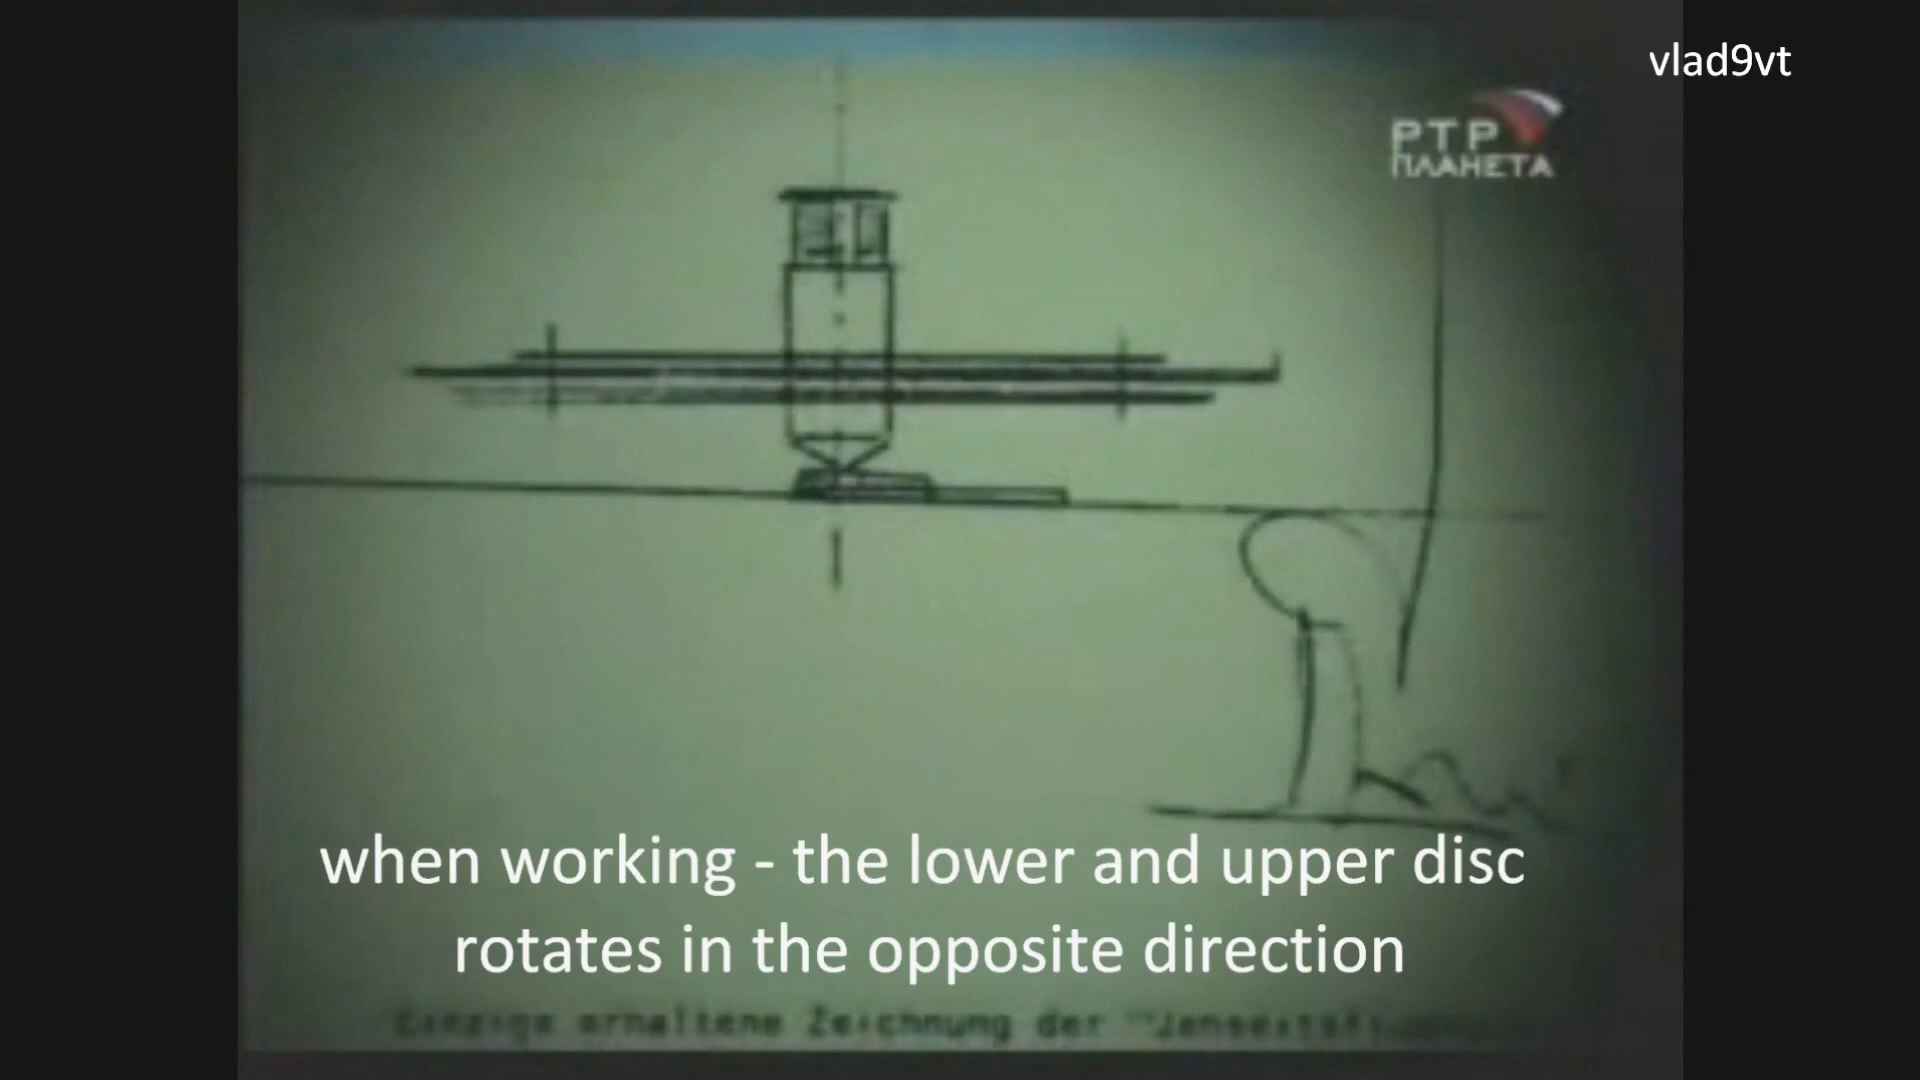 vlad9vt
РТР
ПЛАНЕТА
when working - the lower and upper disc
rotates in the opposite direction
Einzige erhaltene Zeichnung der